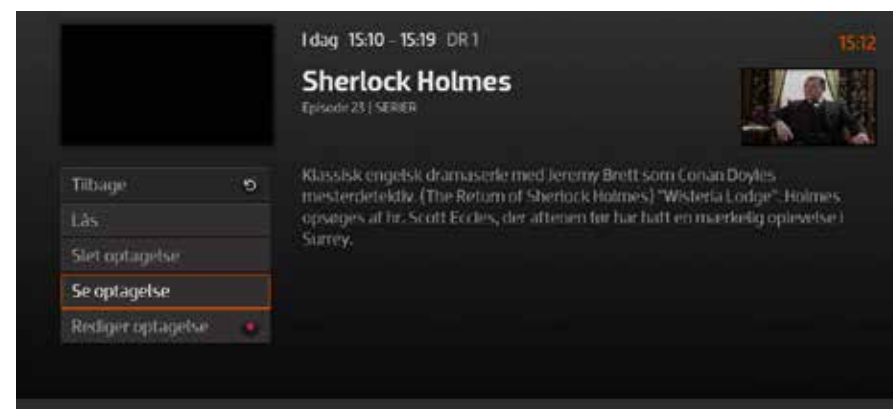 I dag 15:10 - 15:19 DR 1
15:12
Sherlock Holmes
Episode 23 | SERIER
Klassisk engelsk dramaserie med Jeremy Brett som Conan Doyles
mesterdetektiv. (The Return of Sherlock Holmes) "Wisteria Lodge". Holmes
opsøges af hr. Scott Eccles, der aftenen før har haft en mærkelig oplevelse i
Surrey.
Tilbage
Lås
Slet optagelse
Se optagelse
Rediger optagelse